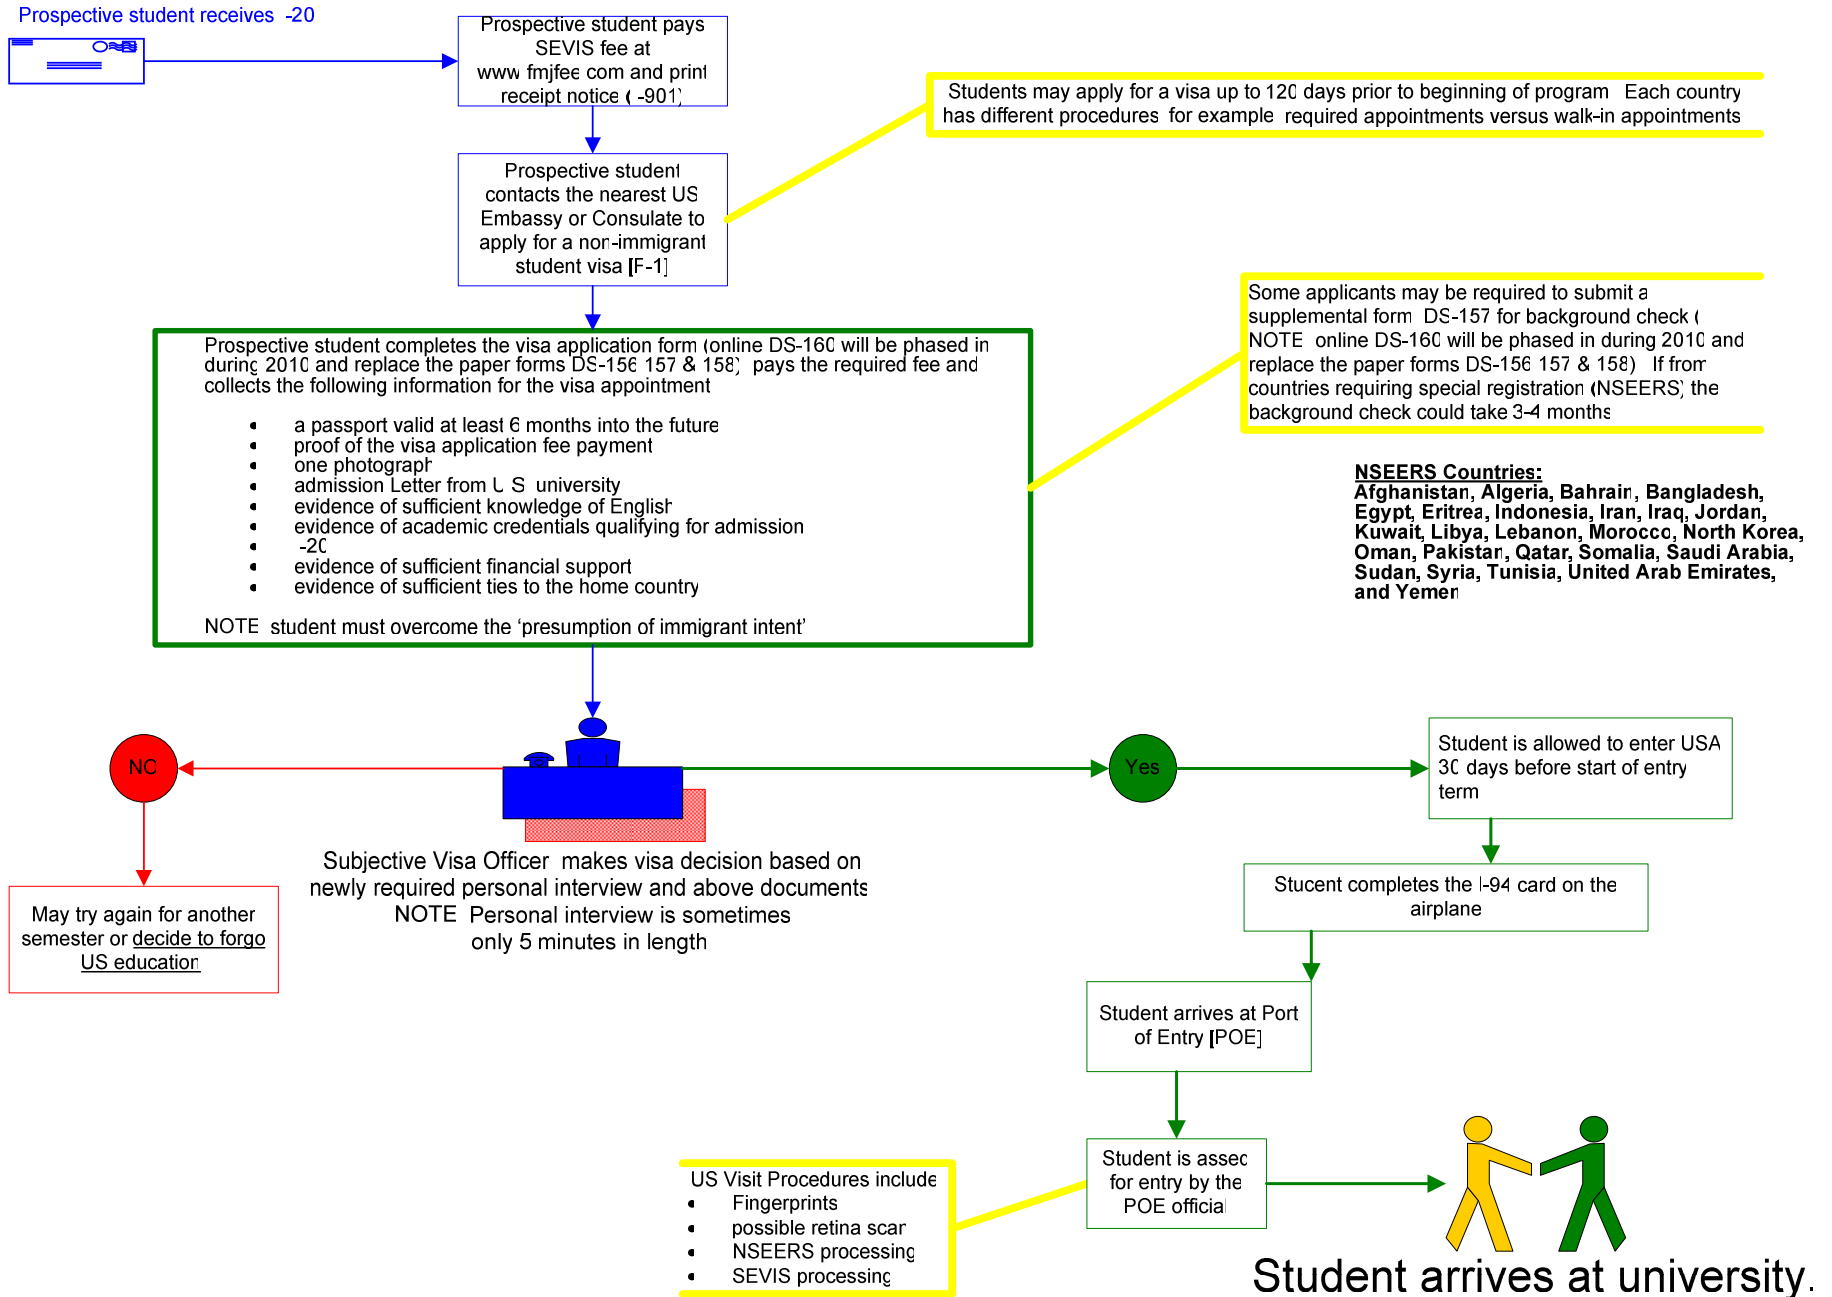 Prospective student receives -20
Prospective student pays
SEVIS fee at
www fmjfee com and print
receipt notice ( -901)
Students may apply for a visa up to 120 days prior to beginning of program Each country
has different procedures for example required appointments versus walk-in appointments
Prospective student
contacts the nearest US
Embassy or Consulate to
apply for a non-immigrant
student visa [F-1]
Some applicants may be required to submit a
supplemental form DS-157 for background check (
NOTE online DS-160 will be phased in during 2010 and
replace the paper forms DS-156 157 & 158) If from
countries requiring special registration (NSEERS) the
background check could take 3-4 months
Prospective student completes the visa application form (online DS-160 will be phased in
during 2010 and replace the paper forms DS-156 157 & 158) pays the required fee and
collects the following information for the visa appointment
• a passport valid at least 6 months into the future
• proof of the visa application fee payment
• one photograph
• admission Letter from U S university
• evidence of sufficient knowledge of English
• evidence of academic credentials qualifying for admission
• -20
• evidence of sufficient financial support
• evidence of sufficient ties to the home country
NOTE student must overcome the ‘presumption of immigrant intent’
NSEERS Countries:
Afghanistan, Algeria, Bahrain, Bangladesh,
Egypt, Eritrea, Indonesia, Iran, Iraq, Jordan,
Kuwait, Libya, Lebanon, Morocco, North Korea,
Oman, Pakistan, Qatar, Somalia, Saudi Arabia,
Sudan, Syria, Tunisia, United Arab Emirates,
and Yemen
NO
Yes
Student is allowed to enter USA
30 days before start of entry
term
Subjective Visa Officer makes visa decision based on
newly required personal interview and above documents
NOTE Personal interview is sometimes
only 5 minutes in length
May try again for another
semester or decide to forgo
US education
Stucent completes the I-94 card on the
airplane
Student arrives at Port
of Entry [POE]
Student is assed
for entry by the
POE official
US Visit Procedures include
• Fingerprints
• possible retina scan
• NSEERS processing
• SEVIS processing
Student arrives at university.